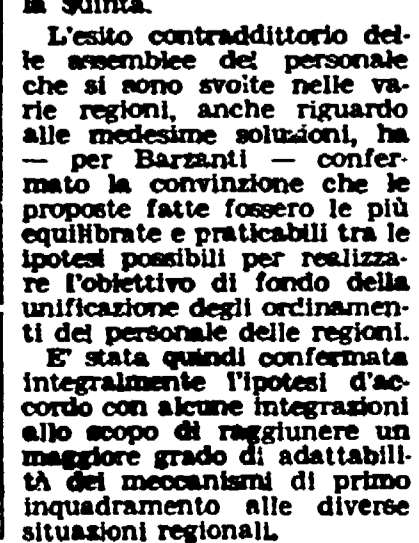 la quinta.
L'esito contraddittorio del-
le assemblee del personale
che si sono svolte nelle va-
rie regioni, anche riguardo
alle medesime soluzioni, ha
— per Barzanti — confer-
mato la convinzione che le
proposte fatte fossero le più
equilibrate e praticabili tra le
ipotesi possibili per realizza-
re l'obiettivo di fondo della
unificazione degli ordinamen-
ti del personale delle regioni.
E' stata quindi confermata
integralmente l'ipotesi d'ac-
cordo con alcune integrazioni
allo scopo di raggiunere un
maggiore grado di adattabili-
tà dei meccanismi di primo
inquadramento alle diverse
situazioni regionali.